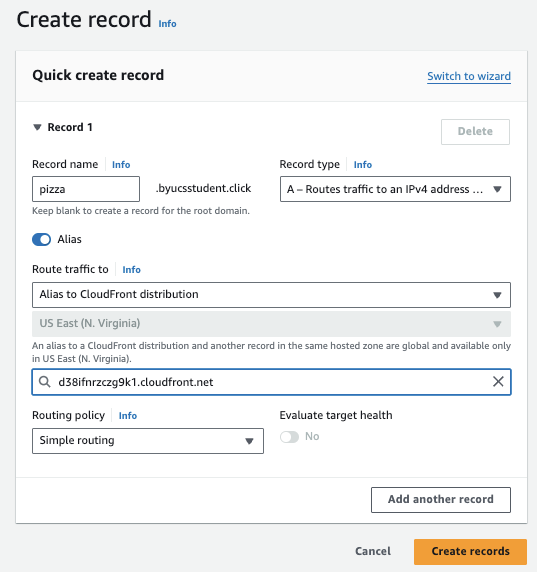 Create record Info
Quick create record
Switch to wizard
Record 1
Delete
Record name Info
Record type Info
pizza
.byucsstudent.click
A – Routes traffic to an IPv4 address ...
Keep blank to create a record for the root domain.
Alias
Route traffic to Info
Alias to CloudFront distribution
US East (N. Virginia)
An alias to a CloudFront distribution and another record in the same hosted zone are global and available only
in US East (N. Virginia).
d38ifnrzczg9k1.cloudfront.net
Routing policy Info
Evaluate target health
Simple routing
No
Add another record
Cancel
Create records